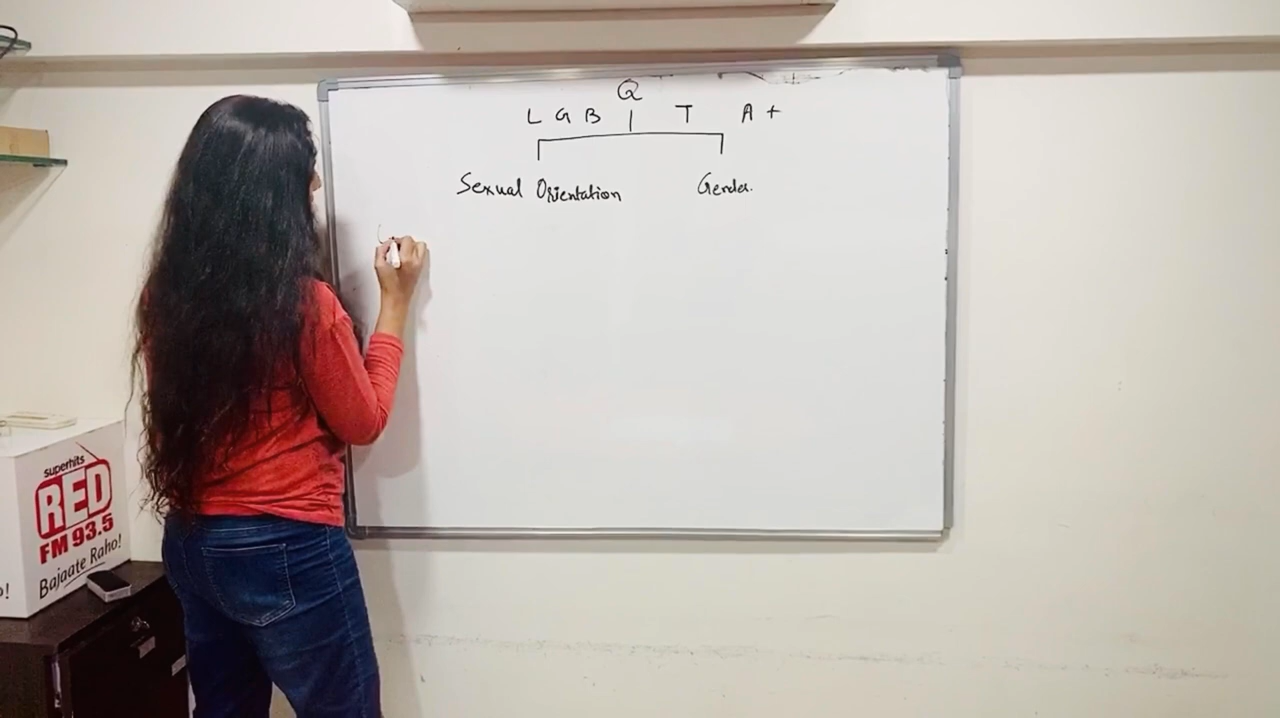 Q
L G B T A +
Sexual Orientation Gender.
superhits
RED
FM 93.5
Bajaate Raho!
o!